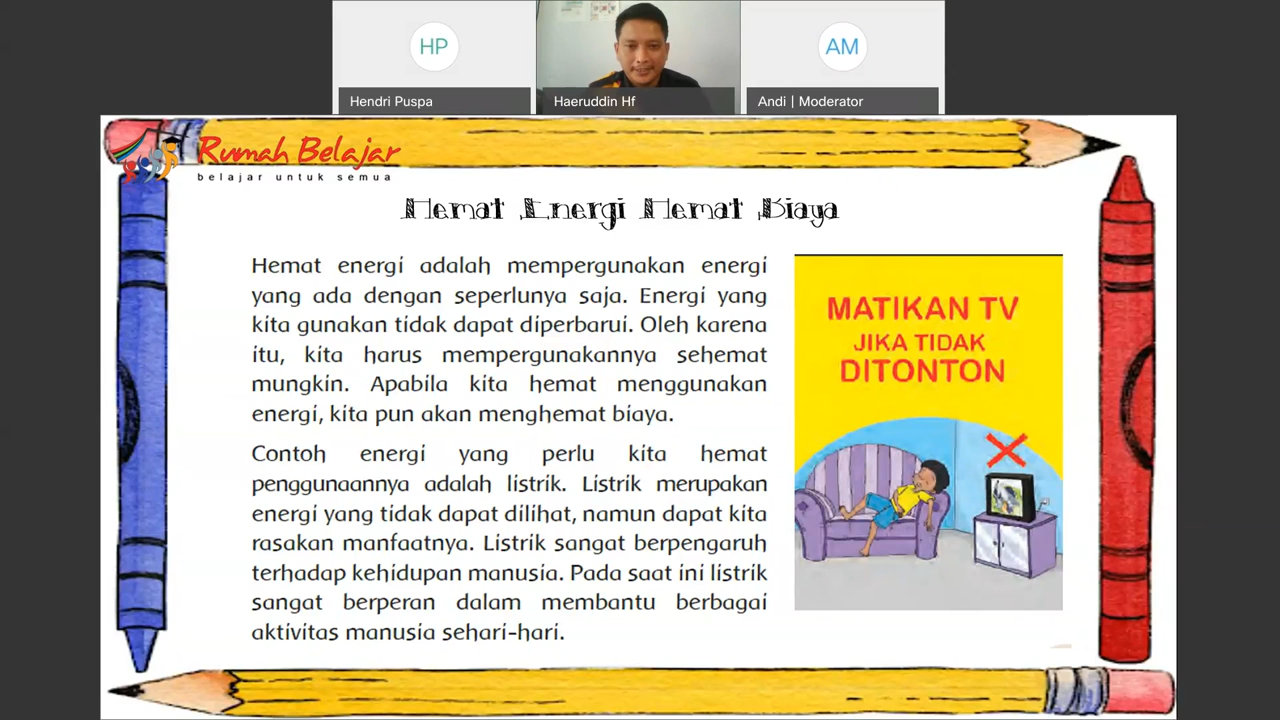 HP
AM
Hendri Puspa
Haeruddin Hf
Andi | Moderator
Rumah Belajar
belajar untuk semua
Hemat Energi Hemat Biaya
Hemat energi adalah mempergunakan energi
yang ada dengan seperlunya saja. Energi yang
kita gunakan tidak dapat diperbarui. Oleh karena
itu, kita harus mempergunakannya sehemat
mungkin. Apabila kita hemat menggunakan
energi, kita pun akan menghemat biaya.
Contoh energi yang perlu kita hemat
penggunaannya adalah listrik. Listrik merupakan
energi yang tidak dapat dilihat, namun dapat kita
rasakan manfaatnya. Listrik sangat berpengaruh
terhadap kehidupan manusia. Pada saat ini listrik
sangat berperan dalam membantu berbagai
aktivitas manusia sehari-hari.
MATIKAN TV
JIKA TIDAK
DITONTON